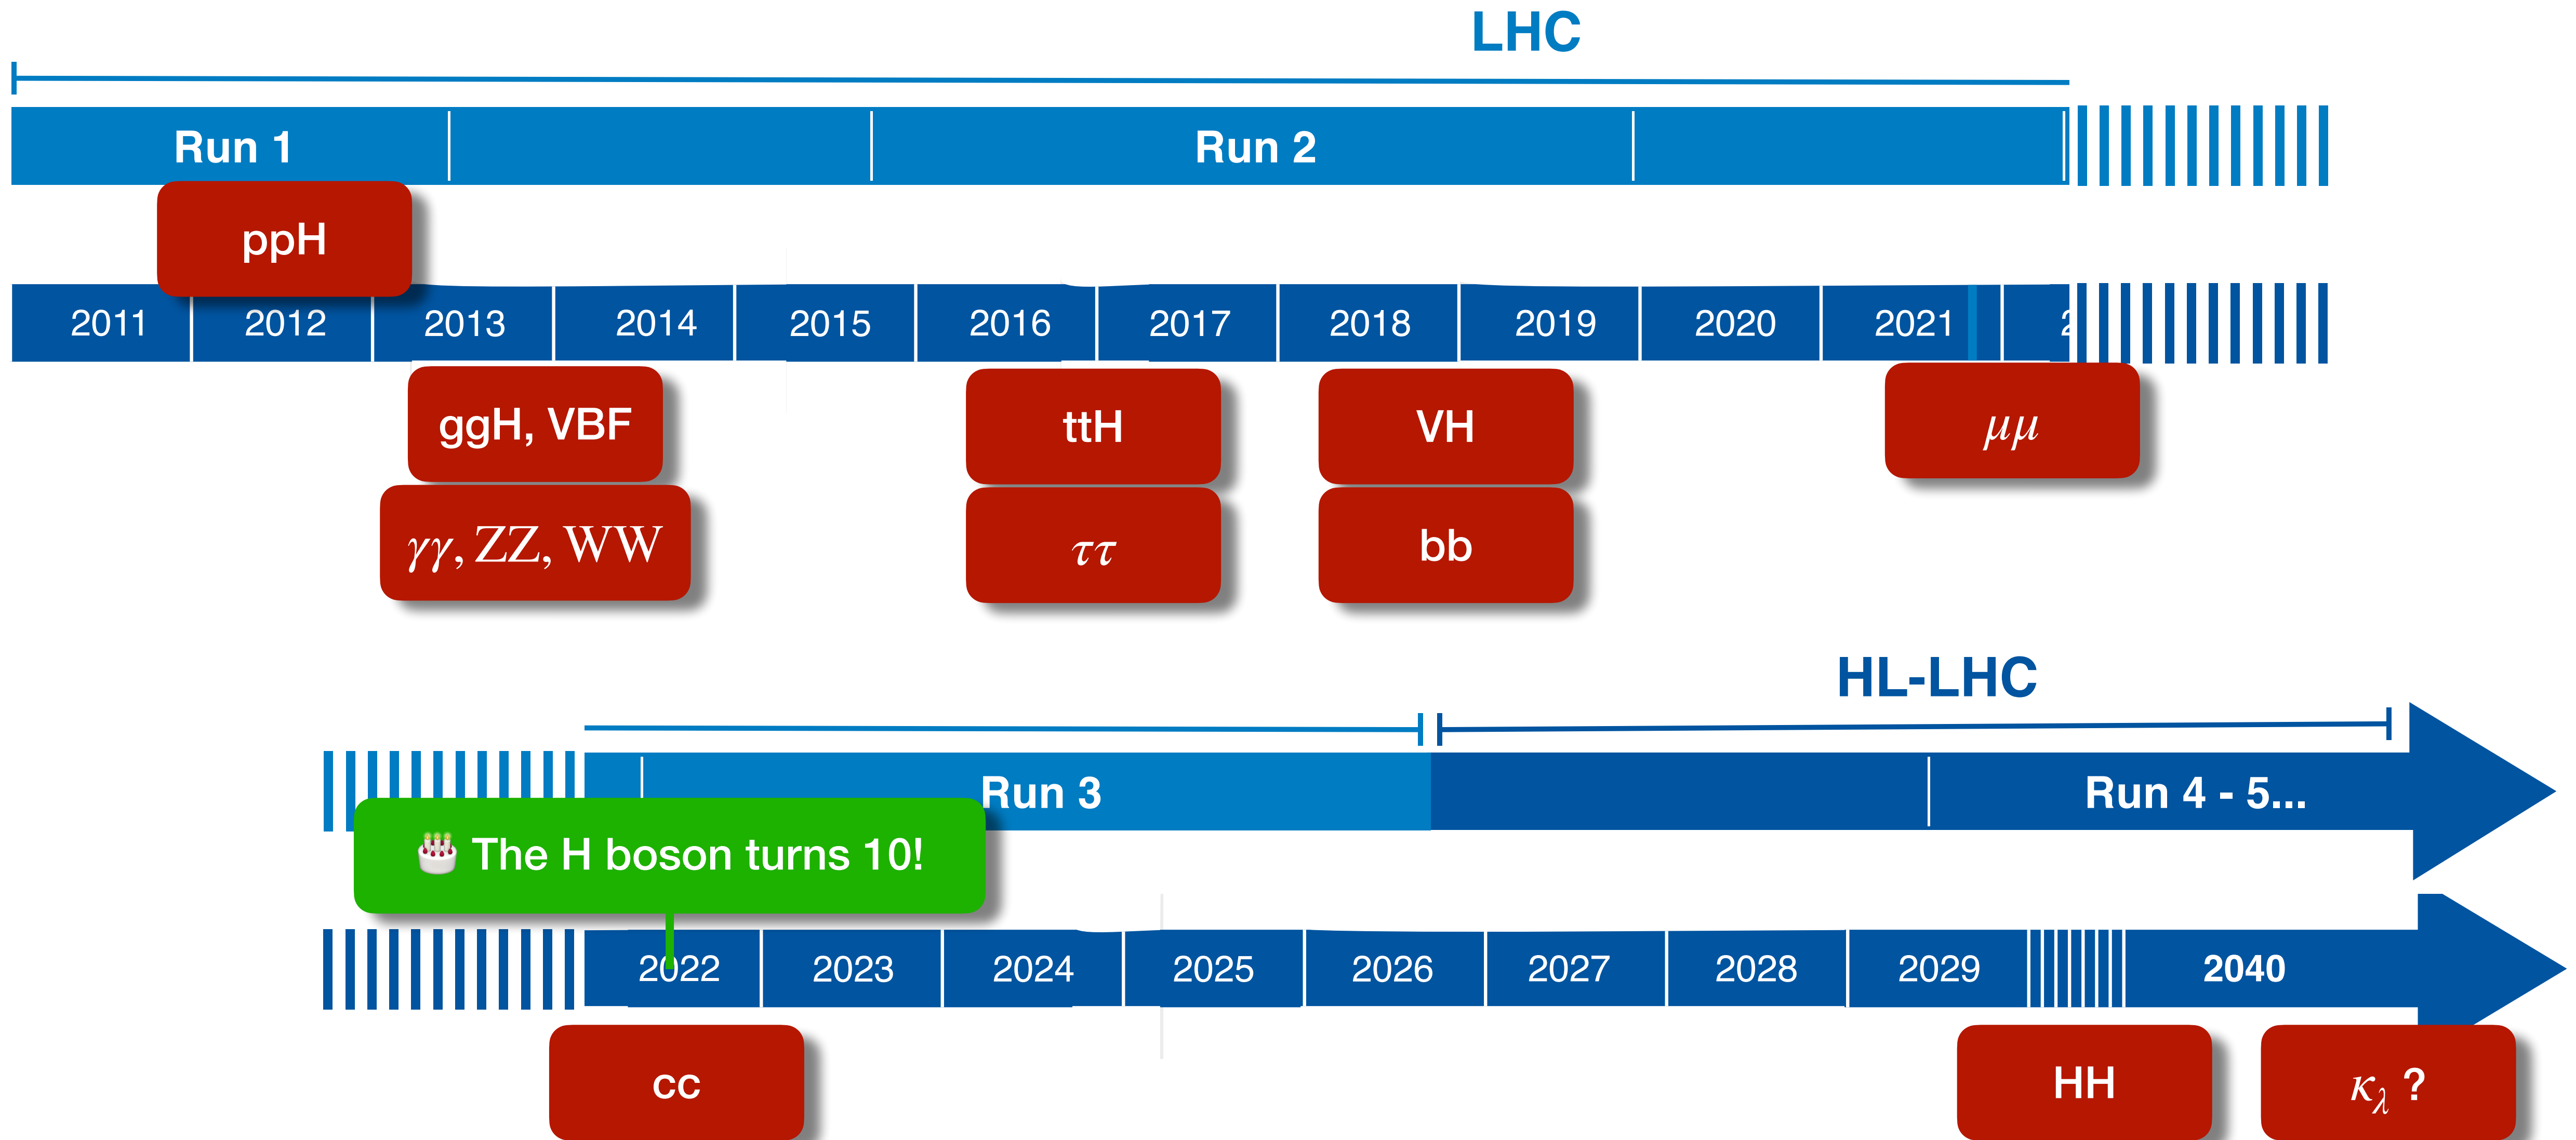 LHC
Run 1
Run 2
ppH
2011 2012 2013 2014 2015 2016 2017 2018 2019 2020 2021
ggH, VBF
ttH
VH
μμ
γγ, ZZ, WW
ττ
bb
HL-LHC
Run 3
Run 4 - 5...
🎂 The H boson turns 10!
2022 2023 2024 2025 2026 2027 2028 2029 2040
cc
HH
κλ ?